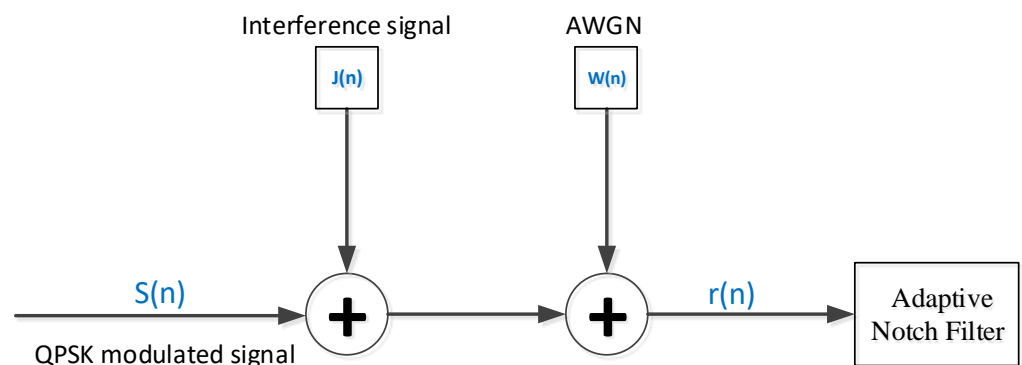 Interference signal
AWGN
J(n)
W(n)
S(n)
r(n)
QPSK modulated signal
Adaptive
Notch Filter